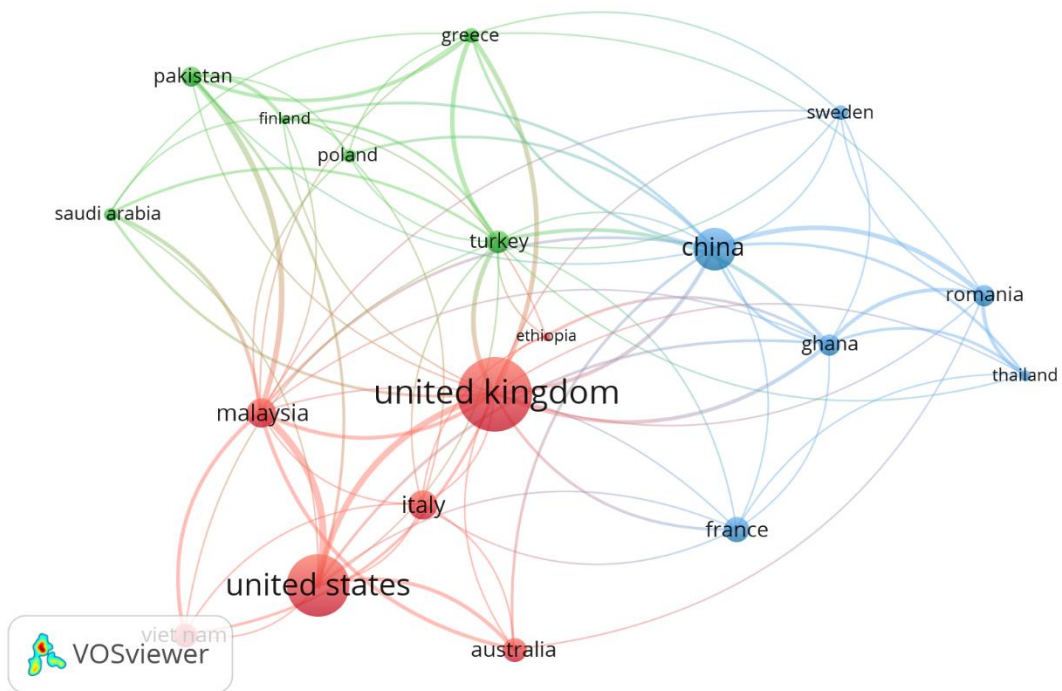 greece
pakistan
finland
sweden
poland
saudi arabia
turkey
china
romania
ethiopia
ghana
thailand
united kingdom
malaysia
italy
france
united states
viet nam
australia
VOSviewer